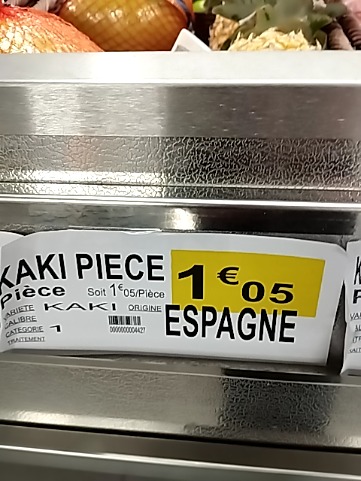 KAKI PIECE 1€05
Pièce Soit 1€05/Pièce
VARIETE KAKI ORIGINE ESPAGNE
CALIBRE
CATEGORIE 1 0000000004427
TRAITEMENT